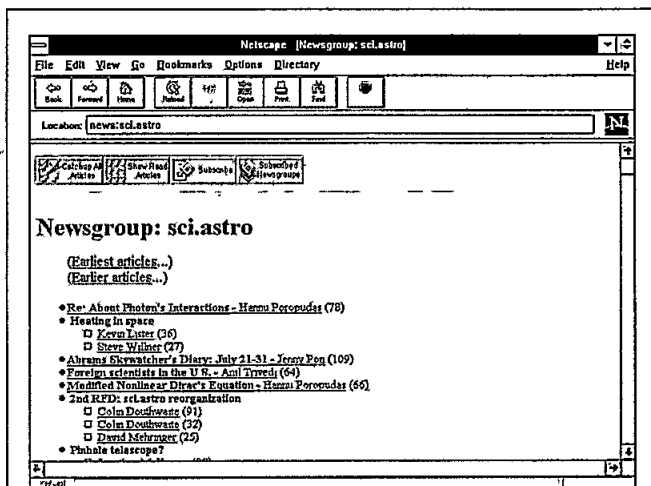 Netscape [Newsgroup: sci.astro]
File Edit View Go Bookmarks Options Directory Help
Back Forward Home Reload Open Print Find
Location: news:sci.astro
N
Catchup All Articles Show Read Articles Subscribe Subscribed Newsgroups
Newsgroup: sci.astro
(Earliest articles...)
(Earlier articles...)
Re: About Photon's Interactions - Hannu Poropudas (78)
Heating in space
Kevin Lister (36)
Steve Willner (27)
Abrams Skywatcher's Diary: July 21-31 - Jenny Pon (109)
Foreign scientists in the U S. - Anil Trivedi (64)
Modified Nonlinear Dirac's Equation - Hannu Poropudas (66)
2nd RFD: sci.astro reorganization
Colm Douthwaite (91)
Colm Douthwaite (32)
David Mehringer (25)
Pinhole telescope?